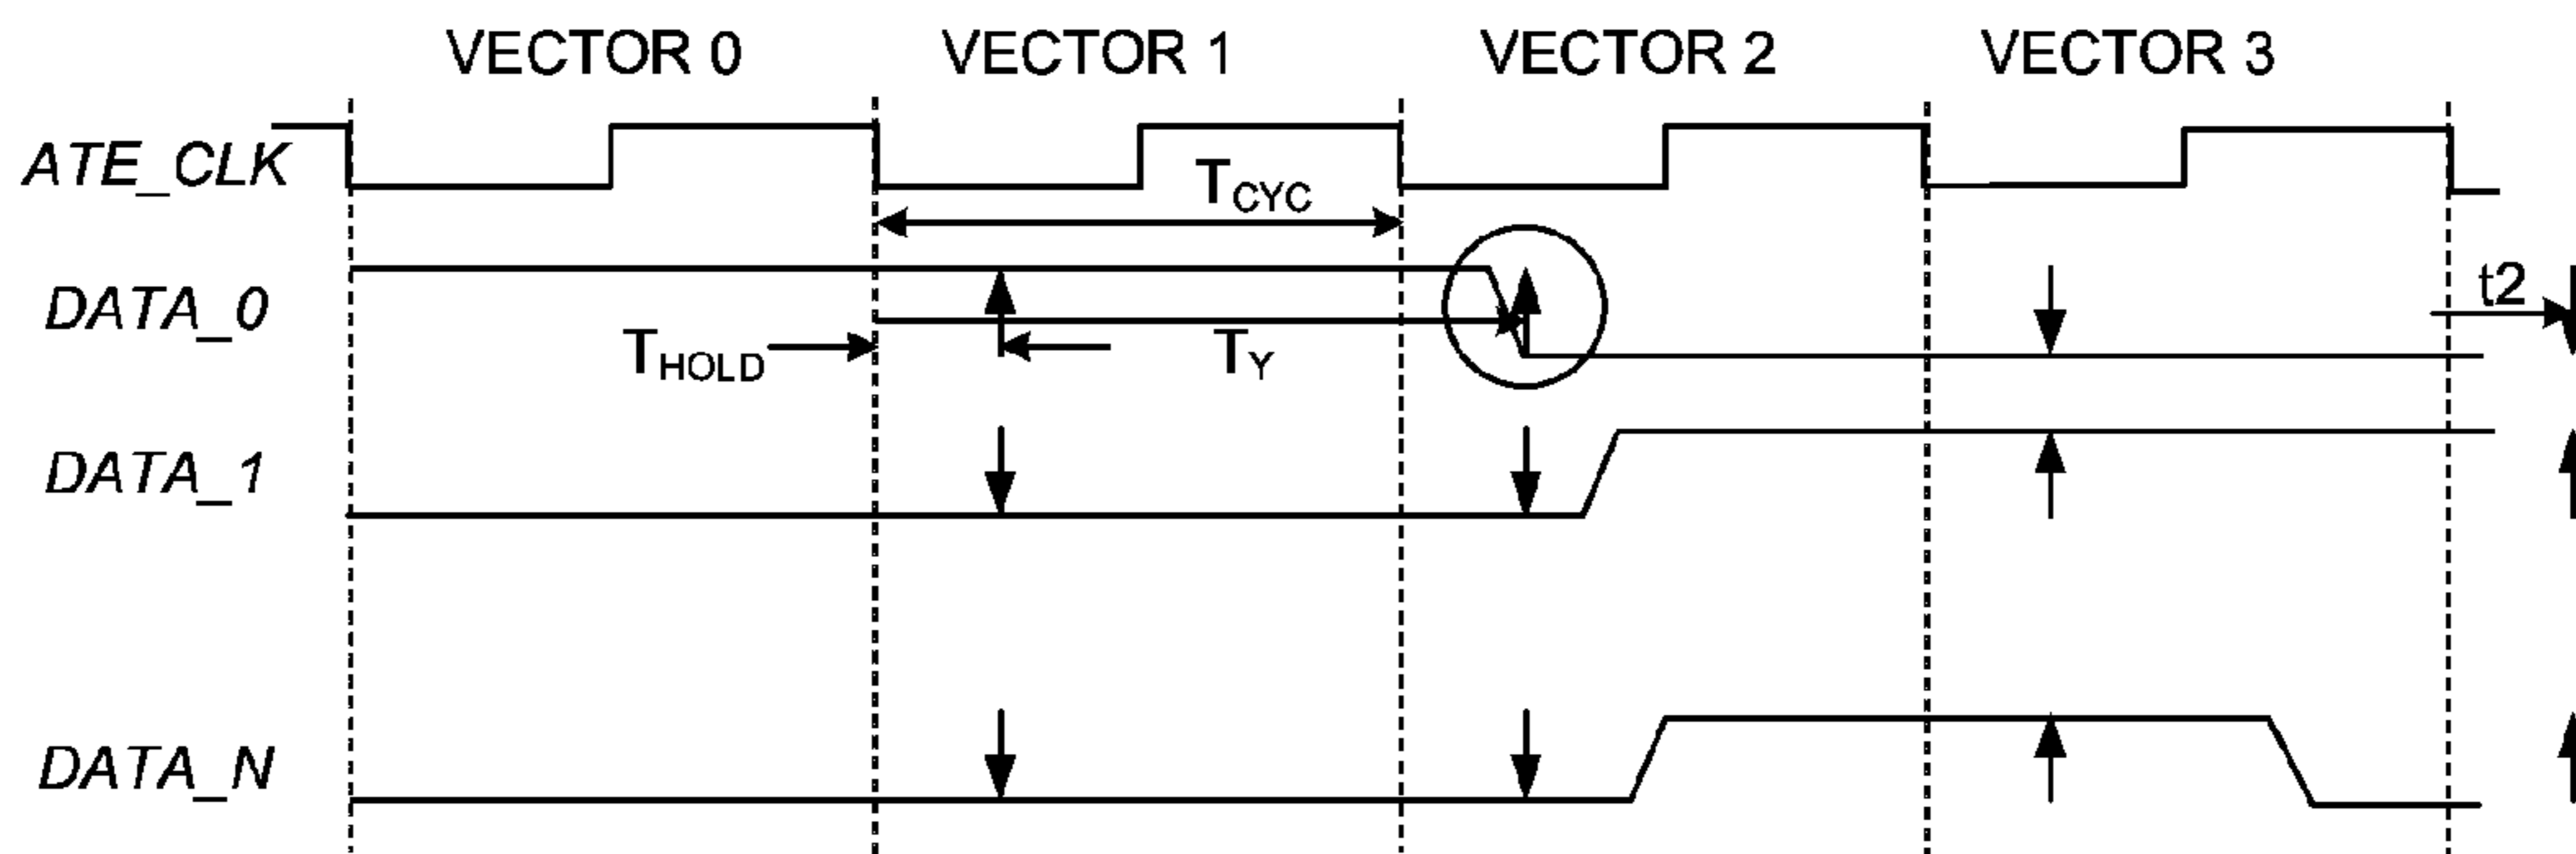 VECTOR 0 VECTOR 1 VECTOR 2 VECTOR 3
ATE_CLK
TCYC
DATA_0
t2
THOLD
TY
DATA_1
DATA_N